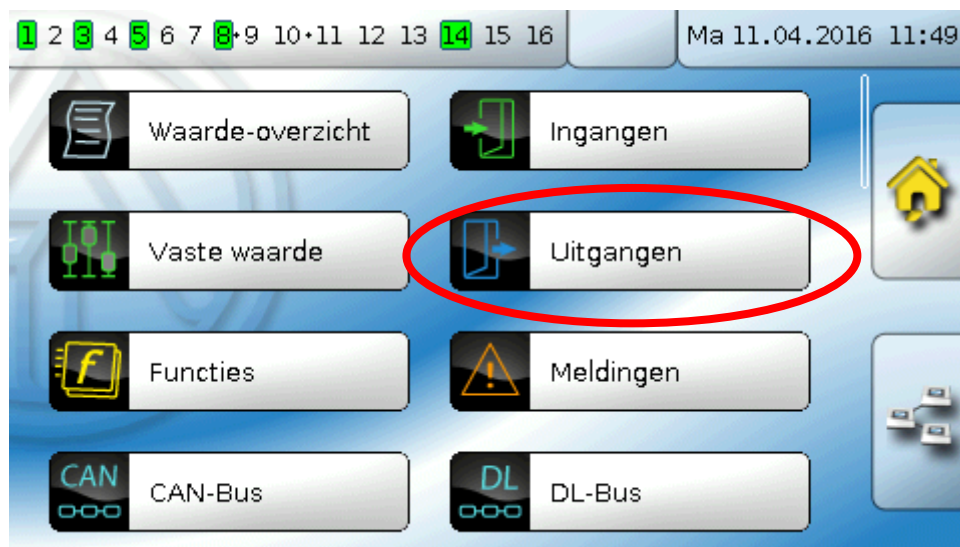 1 2 3 4 5 6 7 8+9 10+11 12 13 14 15 16 Ma 11.04.2016 11:49
Waarde-overzicht Ingangen
Vaste waarde Uitgangen
f Functies Meldingen
CAN CAN-Bus DL DL-Bus